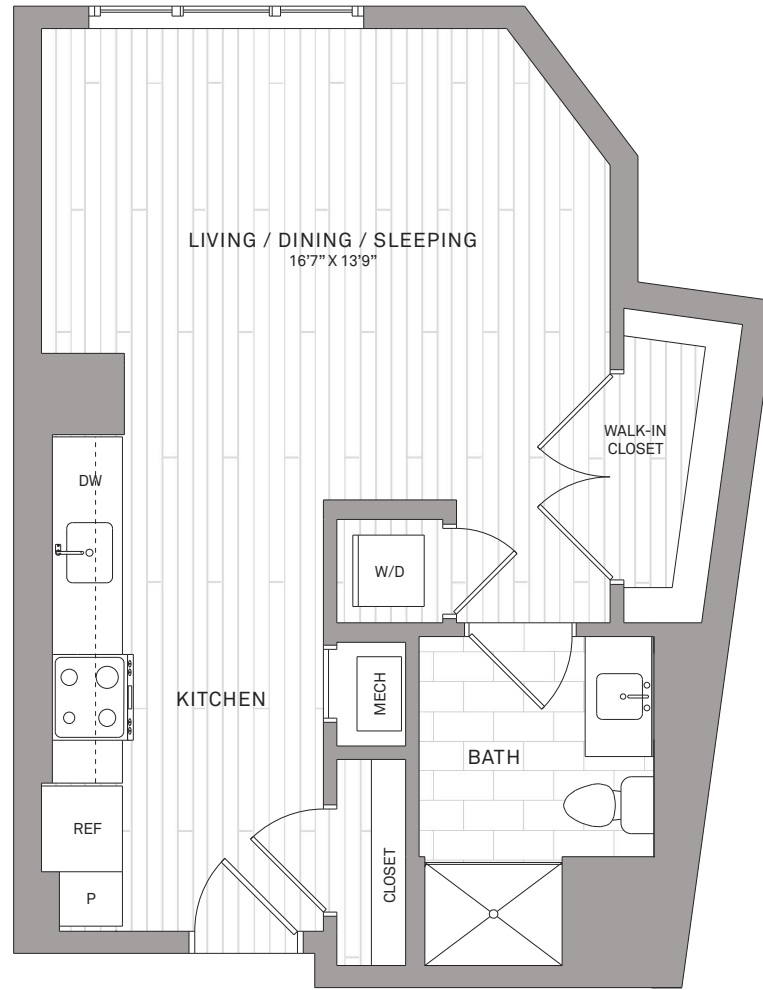 LIVING / DINING / SLEEPING
16'7" X 13'9"
WALK-IN
CLOSET
DW
W/D
MECH
KITCHEN
BATH
REF
CLOSET
P